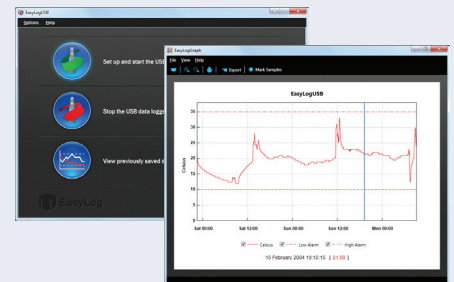 EasyLogUSB
Options Help
Set up and start the USB
Stop the USB data logge
View previously saved d
EasyLog
EasyLogGraph
File View Help
Export Mark Samples
EasyLogUSB
Celsius
35
30
25
20
15
10
5
0
Sat 00:00 Sat 12:00 Sun 00:00 Sun 12:00 Mon 00:00
Celsius Low Alarm High Alarm
15 February 2004 18:15:15 [ 21.50 ]